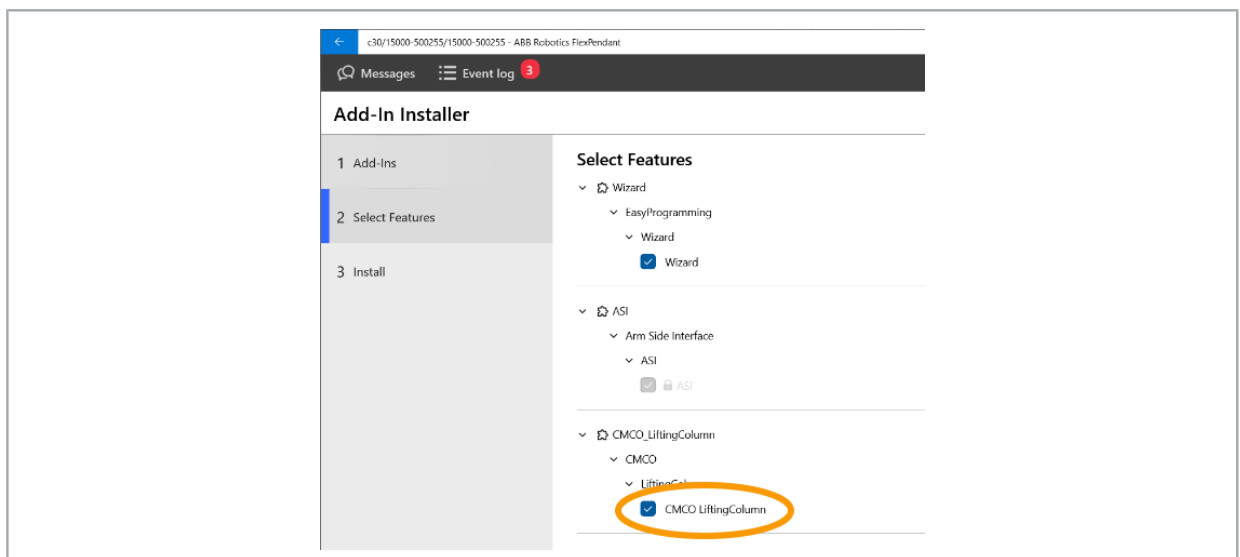 c30/15000-500255/15000-500255 - ABB Robotics FlexPendant
Messages Event log 3
Add-In Installer
1 Add-Ins
2 Select Features
3 Install
Select Features
Wizard
EasyProgramming
Wizard
Wizard
ASI
Arm Side Interface
ASI
ASI
CMCO_LiftingColumn
CMCO
LiftingColumn
CMCO LiftingColumn